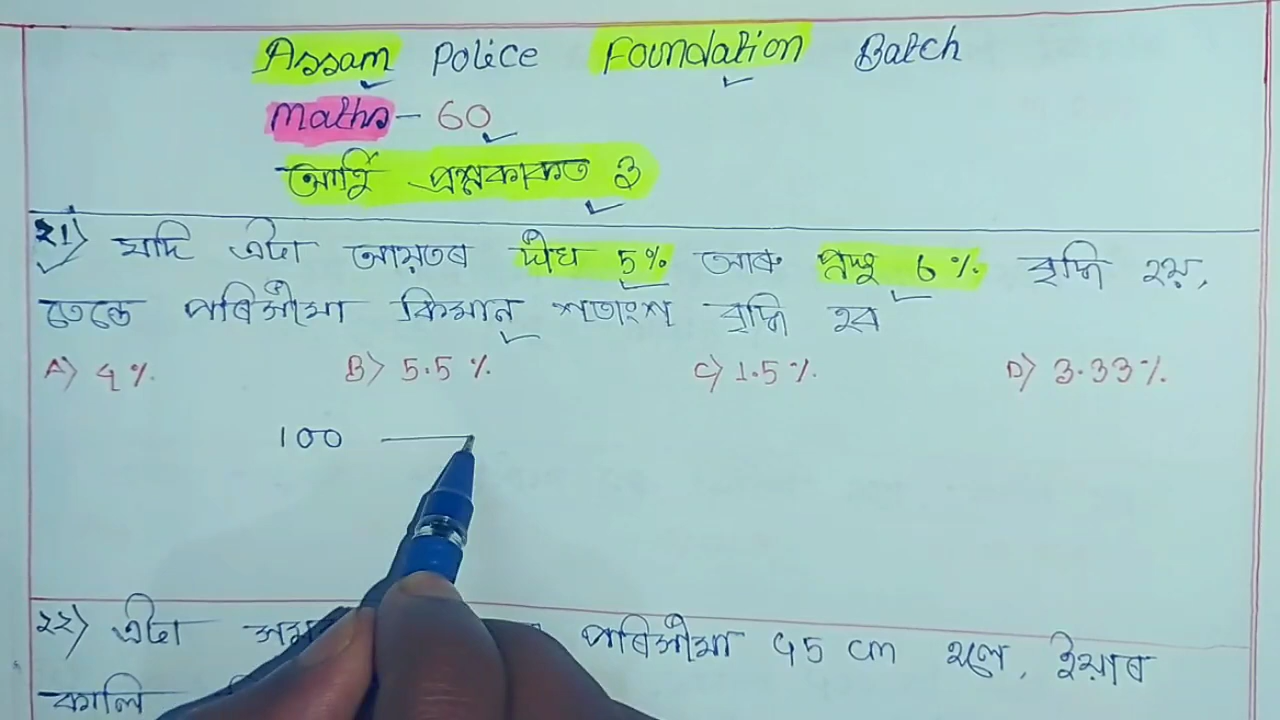 Assam Police Foundation Batch
Maths - 60
আৰ্হি প্ৰশ্নকাকত ३
২১) যদি এটা আয়তৰ দীঘ 5% আৰু প্ৰস্থ 6% বৃদ্ধি হয়,
তেন্তে পৰিসীমা কিমান শতাংশ বৃদ্ধি হব
A) 4% B) 5.5% C) 1.5% D) 3.33%
100
২২) এটা পৰিসীমা 45 cm হলে, ইয়াৰ
কালি